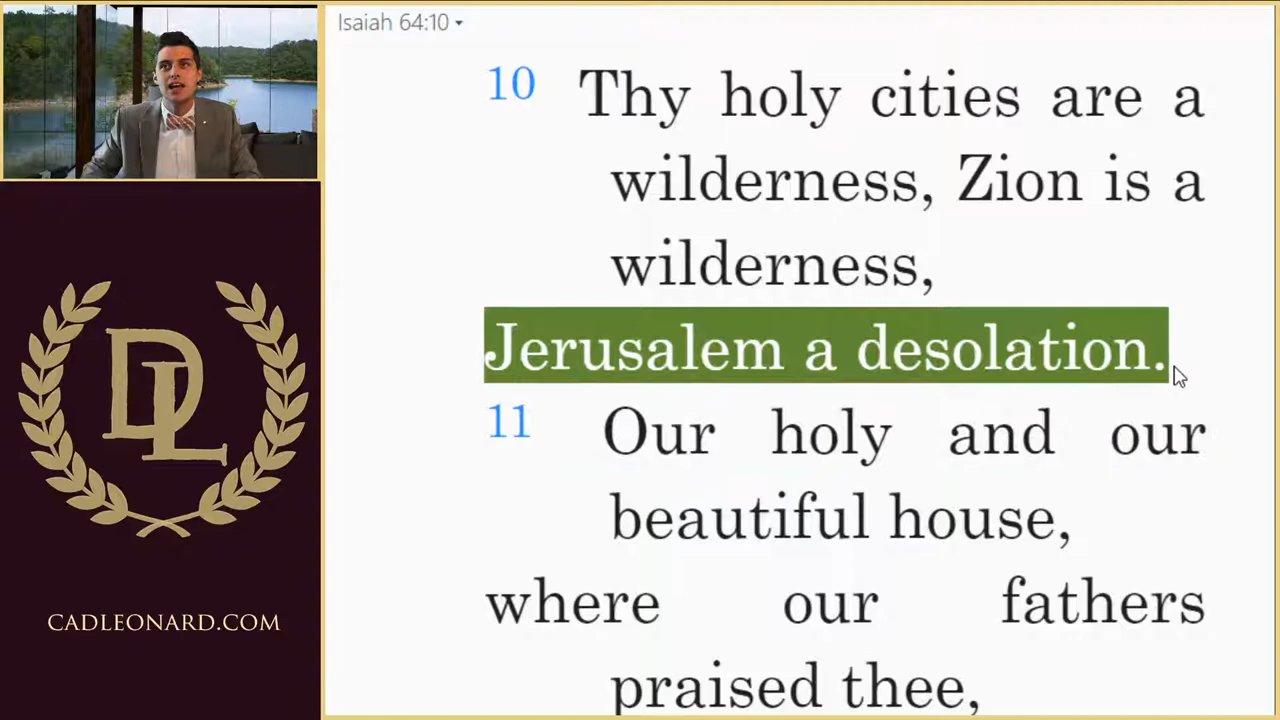 Isaiah 64:10
10 Thy holy cities are a
wilderness, Zion is a
wilderness,
Jerusalem a desolation.
11 Our holy and our
beautiful house,
where our fathers
praised thee,
DL
CADLEONARD.COM